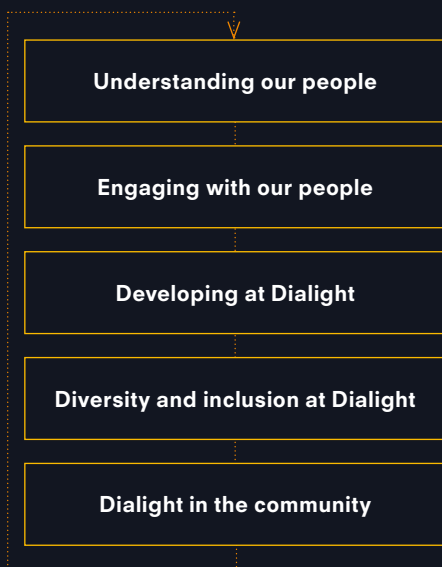 Understanding our people
Engaging with our people
Developing at Dialight
Diversity and inclusion at Dialight
Dialight in the community